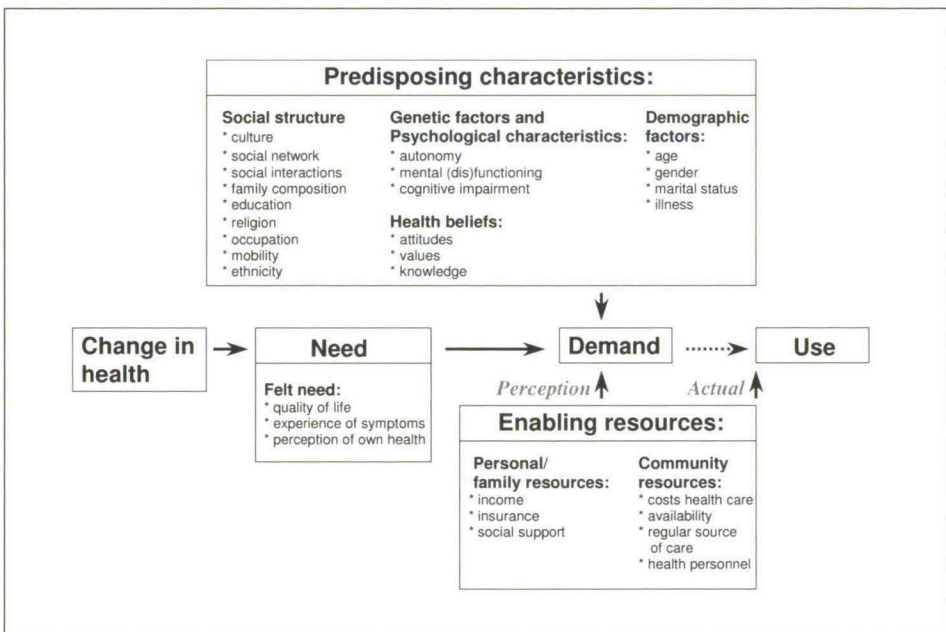 Predisposing characteristics:
Social structure
* culture
* social network
* social interactions
* family composition
* education
* religion
* occupation
* mobility
* ethnicity
Genetic factors and
Psychological characteristics:
* autonomy
* mental (dis)functioning
* cognitive impairment
Health beliefs:
* attitudes
* values
* knowledge
Demographic
factors:
* age
* gender
* marital status
* illness
Change in
health
Need
Felt need:
* quality of life
* experience of symptoms
* perception of own health
Demand
Use
Perception
Actual
Enabling resources:
Personal/
family resources:
* income
* insurance
* social support
Community
resources:
* costs health care
* availability
* regular source
of care
* health personnel